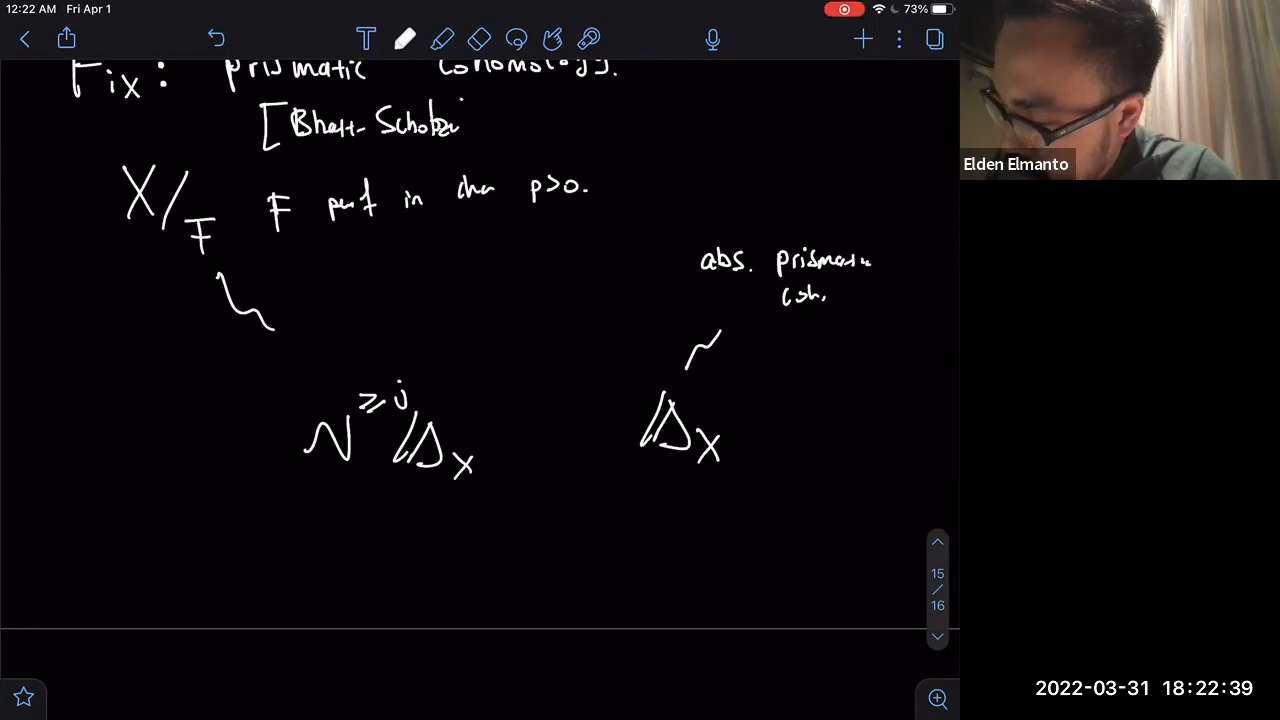 12:22 AM Fri Apr 1
73%
Fix: prismatic cohomology.
[Bhatt-Scholze
X/F F perf in char p>0.
abs. prismatic
coh.
N^{≥j} 𝚫_X 𝚫_X
15
/
16
Elden Elmanto
2022-03-31 18:22:39